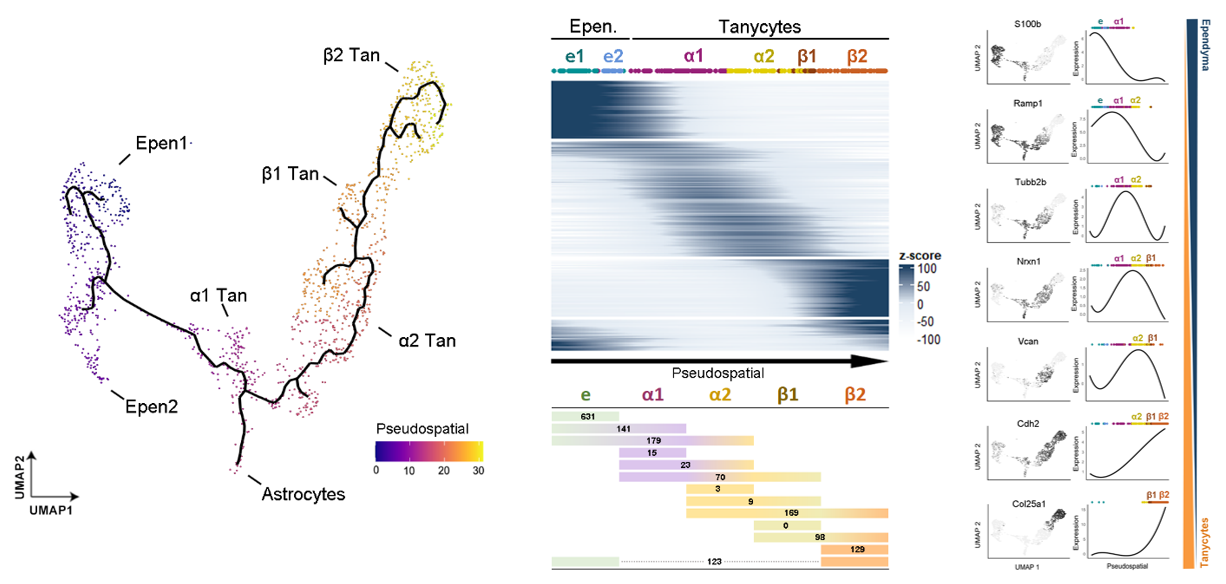 β2 Tan
Epen1
β1 Tan
α1 Tan
α2 Tan
Epen2
Astrocytes
Pseudospatial
0 10 20 30
UMAP2
UMAP1
Epen. Tanycytes
e1 e2 α1 α2 β1 β2
z-score
100
50
0
-50
-100
Pseudospatial
e α1 α2 β1 β2
631
141
179
15
23
70
3
9
169
0
98
129
123
S100b
e α1
UMAP 2
Expression
Ramp1
e α1 α2
UMAP 2
Expression
Tubb2b
α1 α2
UMAP 2
Expression
Nrxn1
α1 α2 β1
UMAP 2
Expression
Vcan
α2 β1
UMAP 2
Expression
Cdh2
α2 β1 β2
UMAP 2
Expression
Col25a1
β1 β2
UMAP 2
Expression
UMAP 1 Pseudospatial
Ependyma
Tanycytes